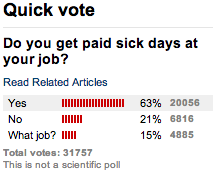 Quick vote
Do you get paid sick days at
your job?
Read Related Articles
Yes 63% 20056
No 21% 6816
What job? 15% 4885
Total votes: 31757
This is not a scientific poll